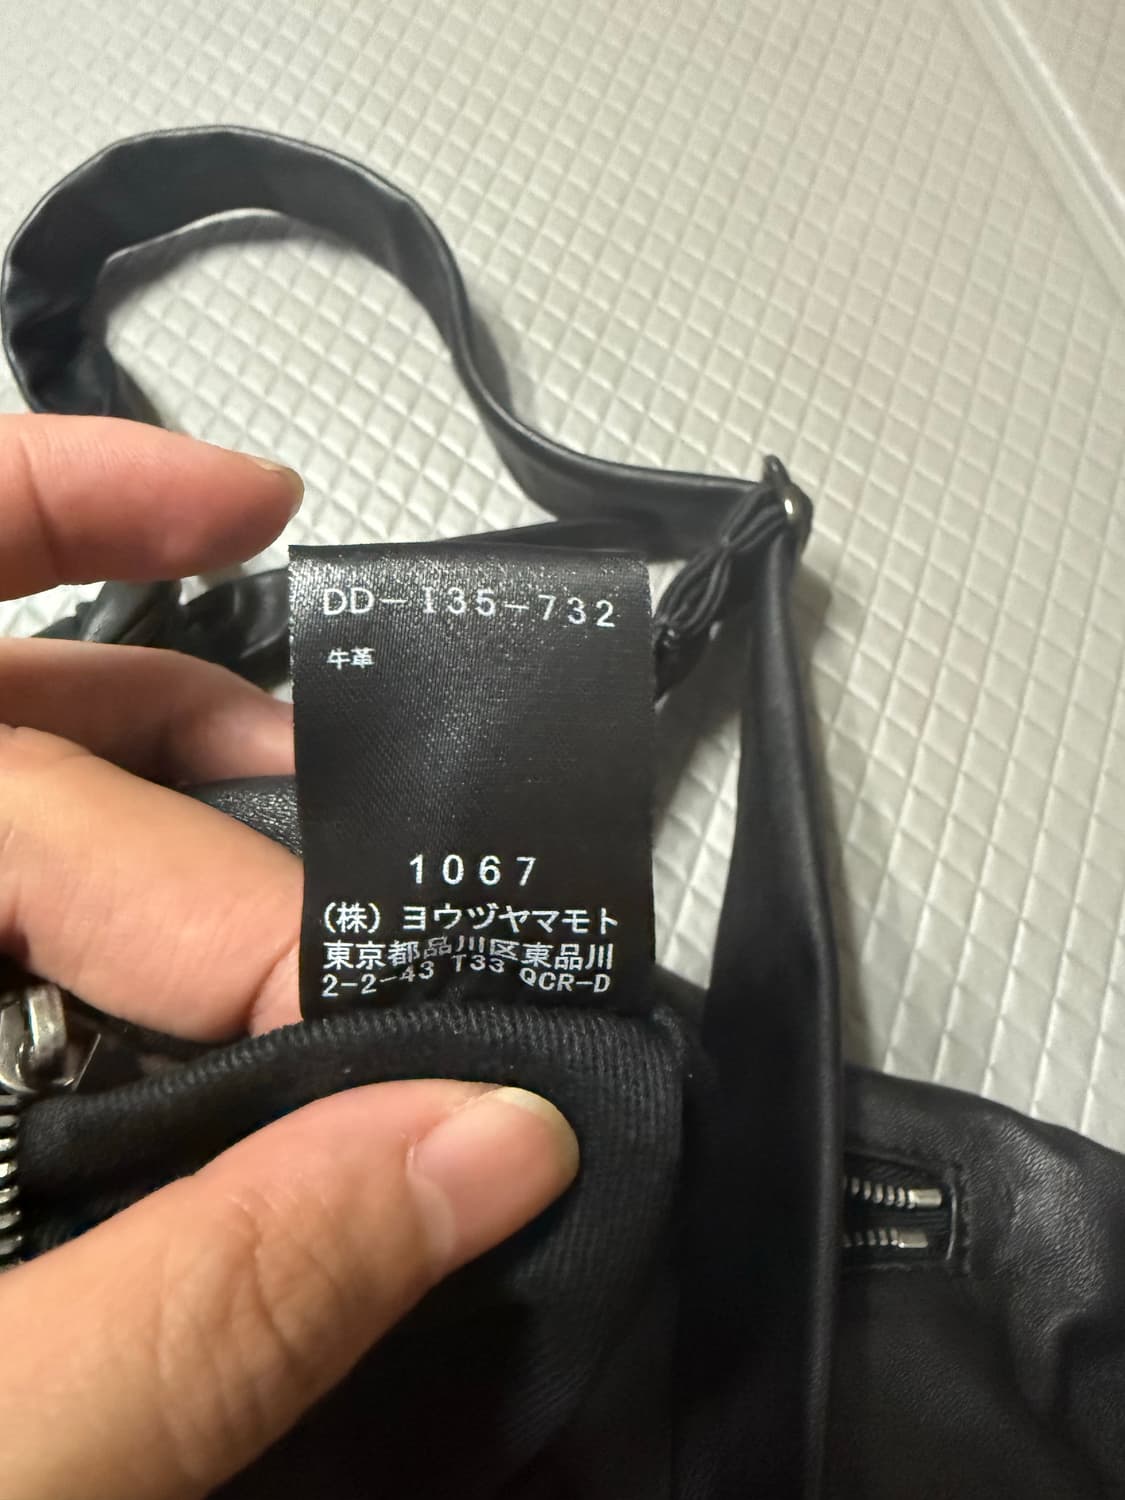 DD-I35-732
牛革
1067
(株) ヨウジヤマモト
東京都品川区東品川
2-2-43 T33 QCR-D